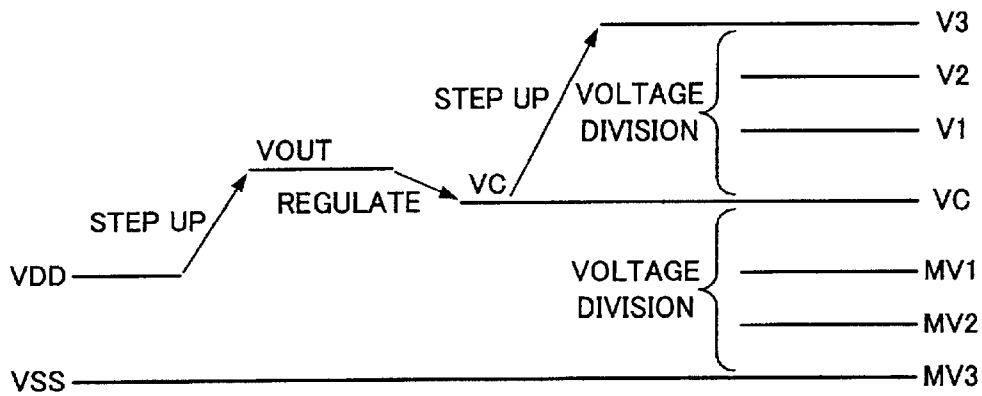 V3
V2
STEP UP
VOLTAGE
DIVISION
V1
VOUT
VC
VC
REGULATE
STEP UP
VDD
VOLTAGE
DIVISION
MV1
MV2
VSS
MV3